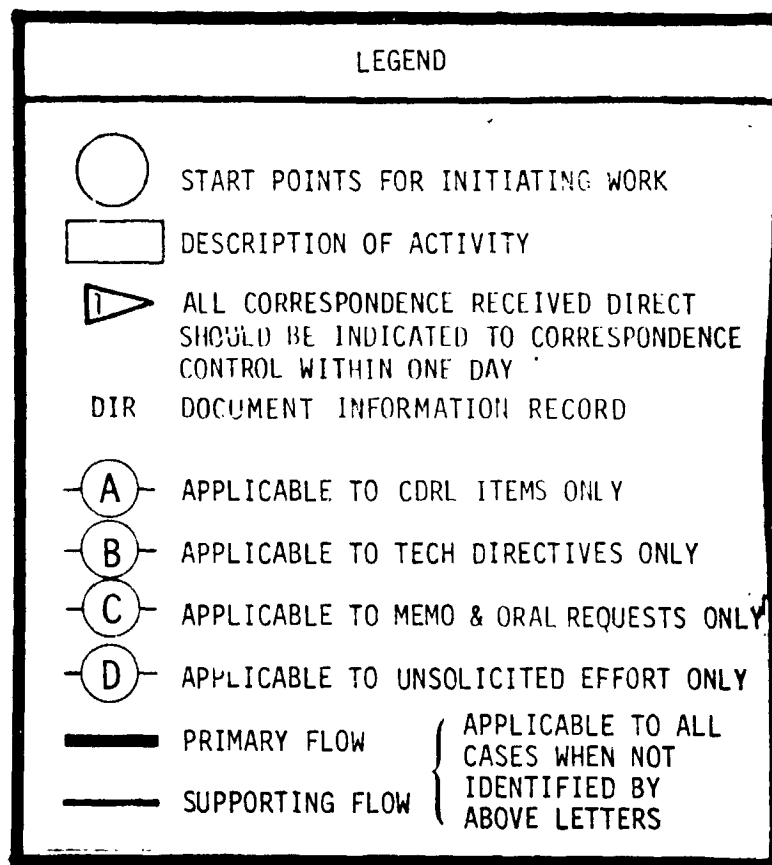 LEGEND
START POINTS FOR INITIATING WORK
DESCRIPTION OF ACTIVITY
1 ALL CORRESPONDENCE RECEIVED DIRECT
SHOULD BE INDICATED TO CORRESPONDENCE
CONTROL WITHIN ONE DAY
DIR DOCUMENT INFORMATION RECORD
A APPLICABLE TO CDRL ITEMS ONLY
B APPLICABLE TO TECH DIRECTIVES ONLY
C APPLICABLE TO MEMO & ORAL REQUESTS ONLY
D APPLICABLE TO UNSOLICITED EFFORT ONLY
PRIMARY FLOW
SUPPORTING FLOW
APPLICABLE TO ALL
CASES WHEN NOT
IDENTIFIED BY
ABOVE LETTERS